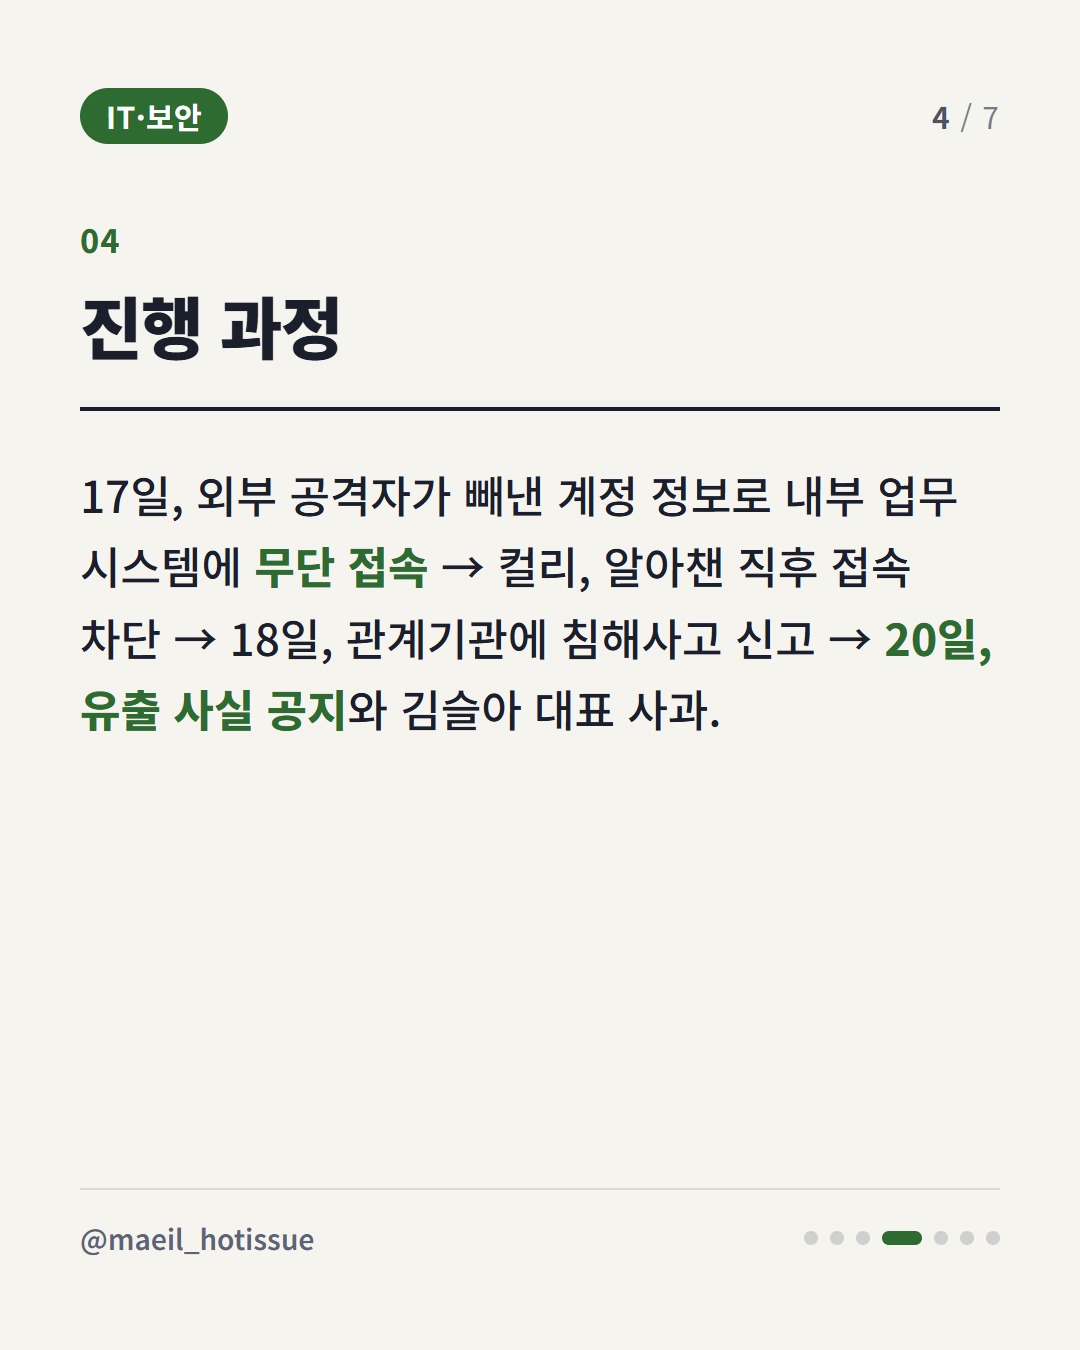 IT·보안
4 / 7
04
진행 과정
17일, 외부 공격자가 빼낸 계정 정보로 내부 업무
시스템에 무단 접속 → 컬리, 알아챈 직후 접속
차단 → 18일, 관계기관에 침해사고 신고 → 20일,
유출 사실 공지와 김슬아 대표 사과.
@maeil_hotissue